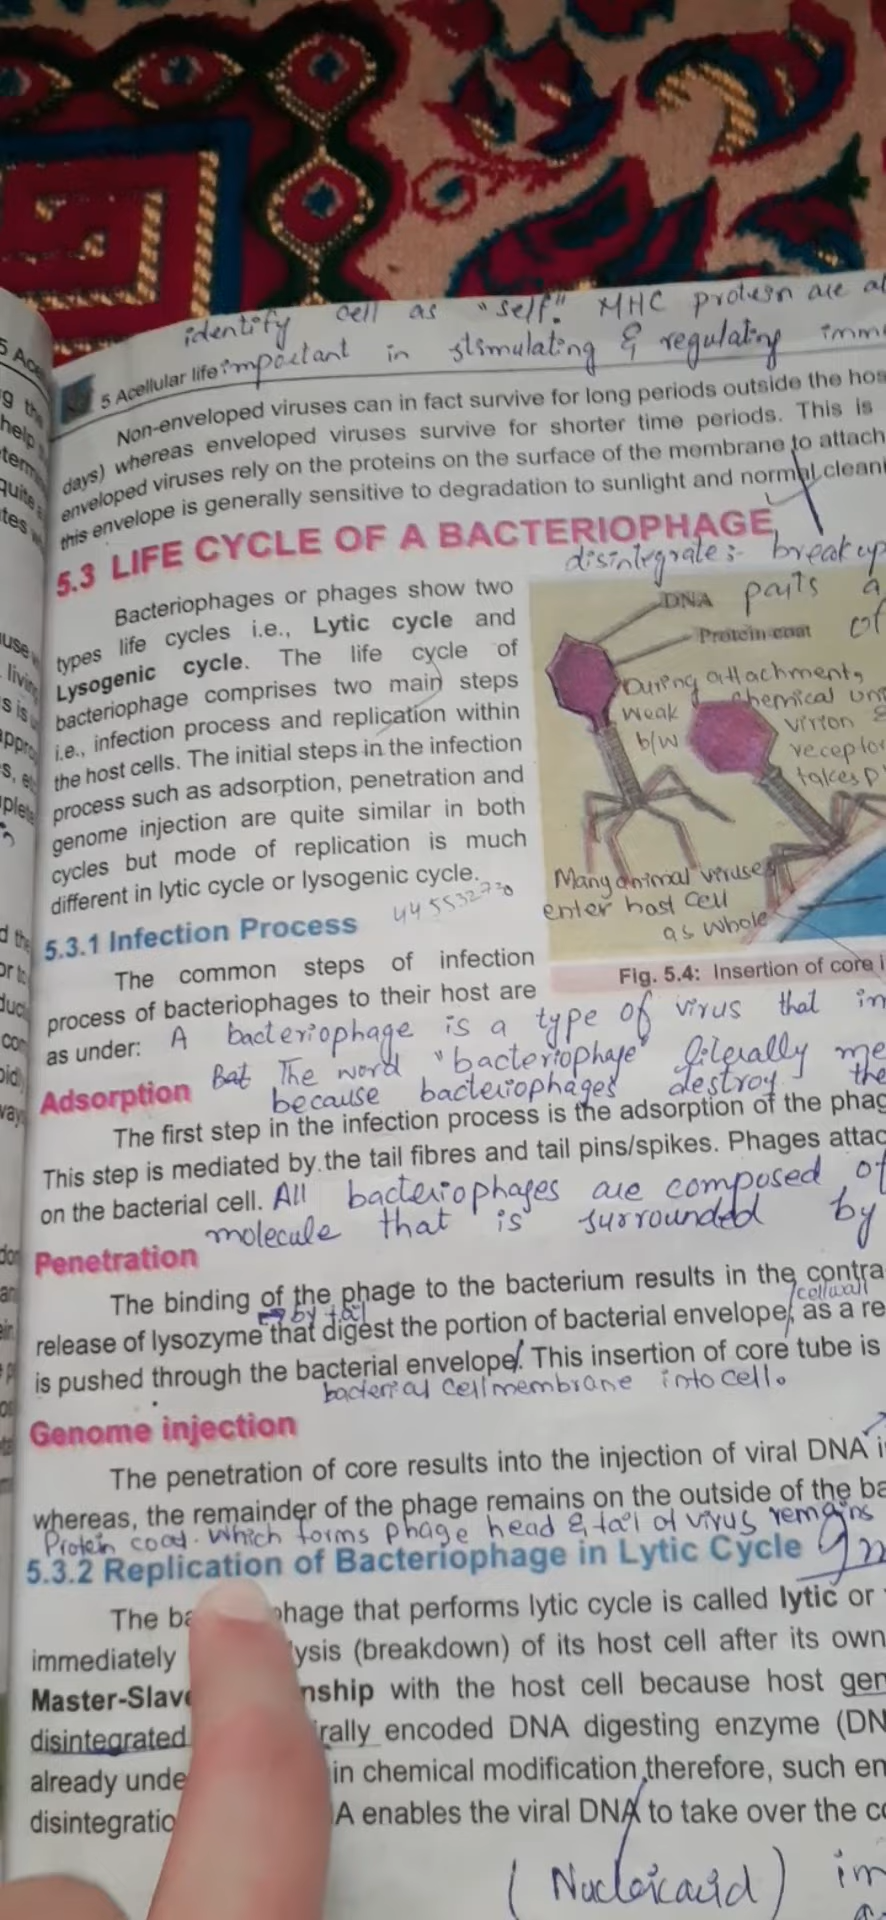 identify cell as "self". MHC protein are al
important in stimulating & regulating imm
5 Acellular life
Non-enveloped viruses can in fact survive for long periods outside the hos
days) whereas enveloped viruses survive for shorter time periods. This is
enveloped viruses rely on the proteins on the surface of the membrane to attach
this envelope is generally sensitive to degradation to sunlight and normal cleani
5.3 LIFE CYCLE OF A BACTERIOPHAGE
disintegrate :- break up
parts a
of
Bacteriophages or phages show two
types life cycles i.e., Lytic cycle and
Lysogenic cycle. The life cycle of
bacteriophage comprises two main steps
i.e., infection process and replication within
the host cells. The initial steps in the infection
process such as adsorption, penetration and
genome injection are quite similar in both
cycles but mode of replication is much
different in lytic cycle or lysogenic cycle.
DNA
Protein coat
During attachment,
weak chemical uni
b/w virion &
receptor
takes p
Many animal viruses
enter host cell
as whole
Fig. 5.4: Insertion of core i
5.3.1 Infection Process
The common steps of infection
process of bacteriophages to their host are
as under:
A bacteriophage is a type of virus that in
The word "bacteriophage" literally me
because bacteriophages destroy the
Adsorption
The first step in the infection process is the adsorption of the phag
This step is mediated by the tail fibres and tail pins/spikes. Phages attac
on the bacterial cell. All bacteriophages are composed of
molecule that is surrounded by
Penetration
The binding of the phage to the bacterium results in the contra
by tail
cellwall
release of lysozyme that digest the portion of bacterial envelope, as a re
is pushed through the bacterial envelope. This insertion of core tube is
bacterial cell membrane into cell.
Genome injection
The penetration of core results into the injection of viral DNA i
whereas, the remainder of the phage remains on the outside of the ba
Protein coat. which forms phage head & tail of virus remains
5.3.2 Replication of Bacteriophage in Lytic Cycle
The ba phage that performs lytic cycle is called lytic or
immediately lysis (breakdown) of its host cell after its own
Master-Slave nship with the host cell because host gen
disintegrated rally encoded DNA digesting enzyme (DN
already unde in chemical modification, therefore, such en
disintegratio A enables the viral DNA to take over the co
(Nucleic acid) im